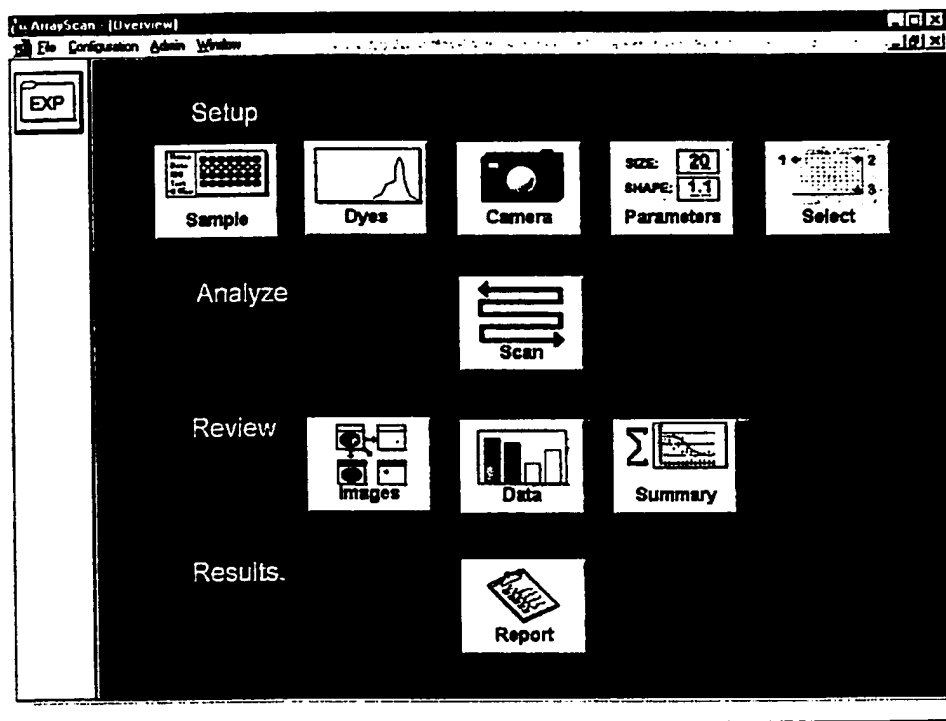 ArrayScan - [Overview]
File Configuration Admin Window
EXP
Setup
SIZE: 20
SHAPE: 1.1
1 2
3
Sample Dyes Camera Parameters Select
Analyze
Scan
Review
Images Data Summary
Results.
Report